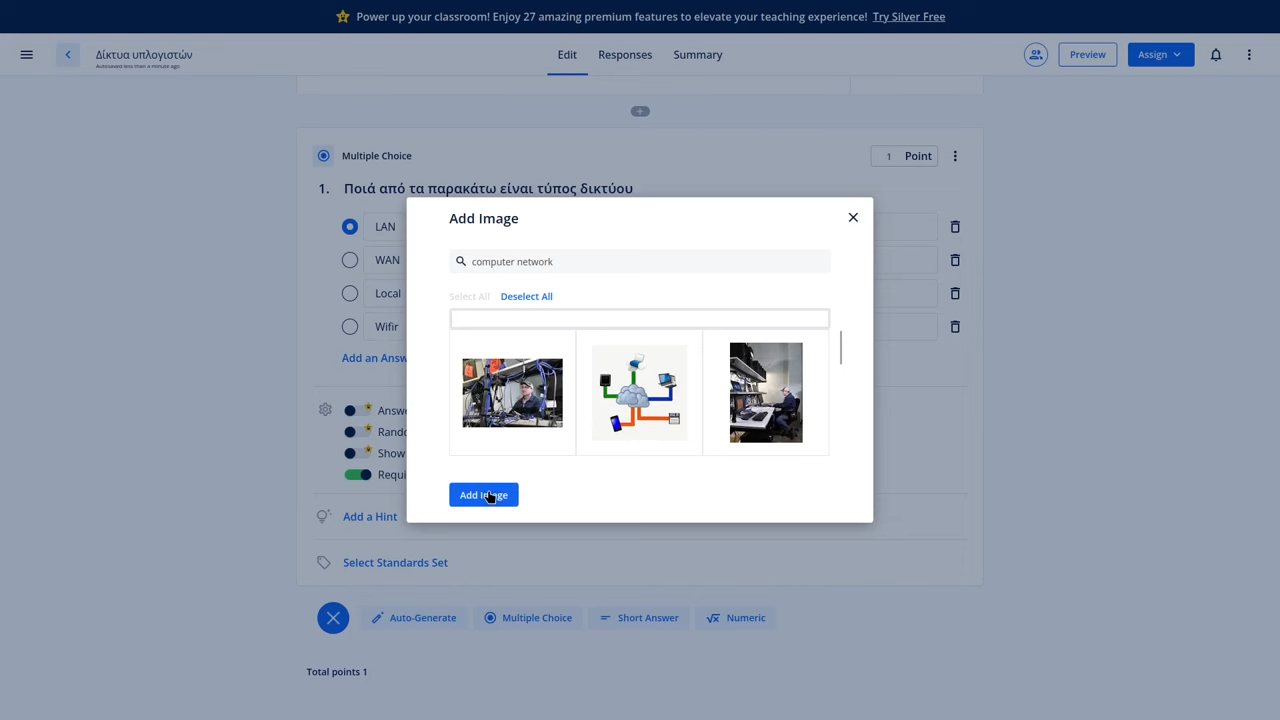 Power up your classroom! Enjoy 27 amazing premium features to elevate your teaching experience! Try Silver Free
Δίκτυα υπλογιστών
Autosaved less than a minute ago
Edit
Responses
Summary
Preview
Assign
Multiple Choice
1 Point
1. Ποιά από τα παρακάτω είναι τύπος δικτύου
LAN
WAN
Local
Wifir
Add an Answ
Answe
Rando
Show
Requi
Add a Hint
Select Standards Set
Add Image
computer network
Select All Deselect All
Add Image
Auto-Generate
Multiple Choice
Short Answer
Numeric
Total points 1